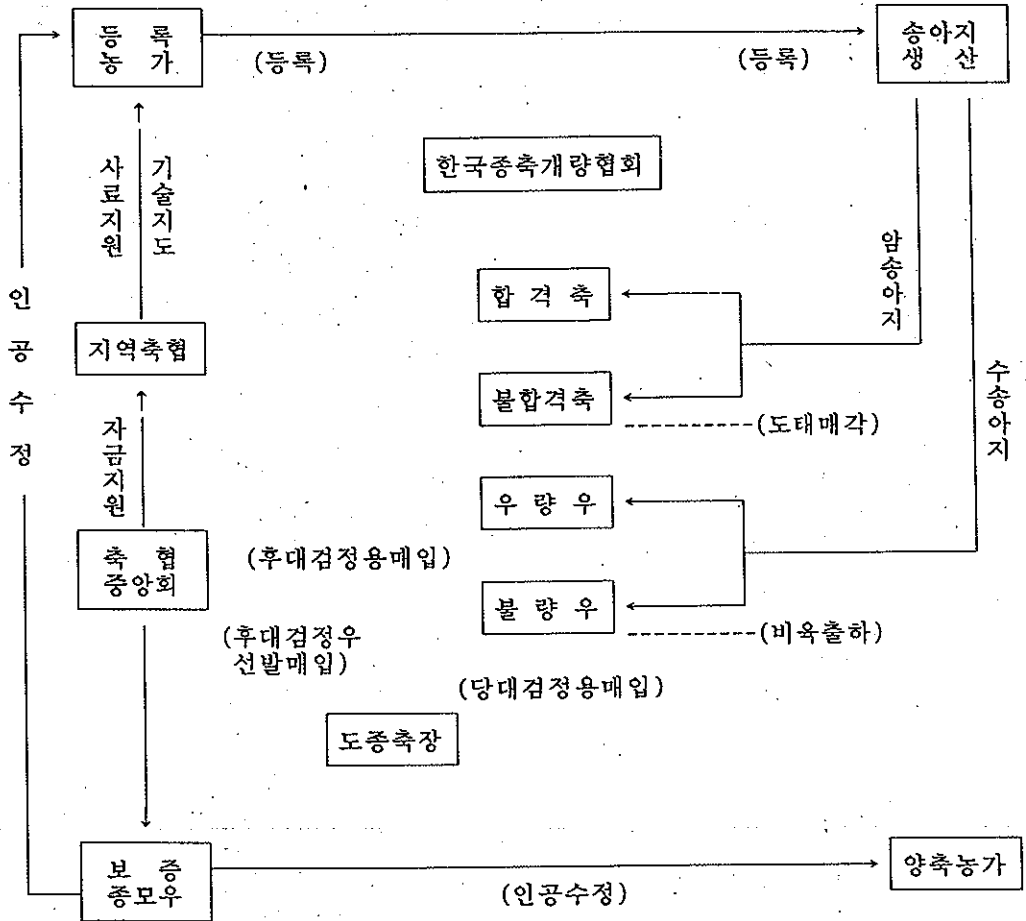 등 록
농 가
(등록)
(등록)
송아지
생 산
한국종축개량협회
사료지원
기술지도
암송아지
합 격 축
인공수정
지역축협
불합격축
(도태매각)
수송아지
자금지원
우 량 우
축 협
중앙회
(후대검정용매입)
불 량 우
(비육출하)
(후대검정우
선발매입)
(당대검정용매입)
도종축장
보 증
종모우
(인공수정)
양축농가